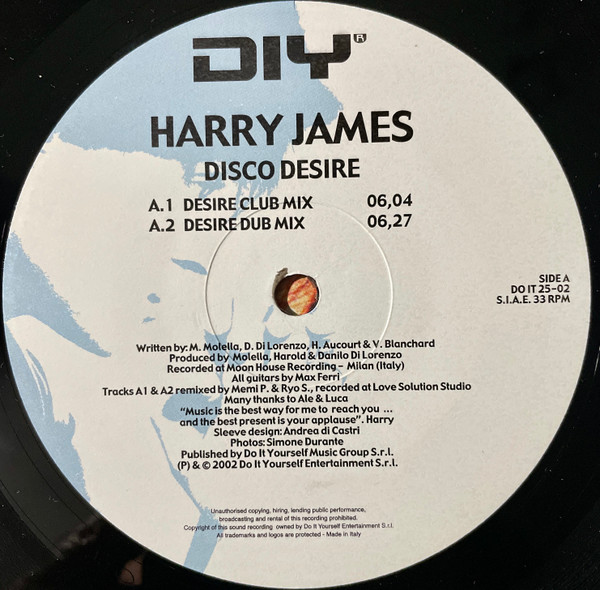 DIY R
HARRY JAMES
DISCO DESIRE
A.1 DESIRE CLUB MIX 06,04
A.2 DESIRE DUB MIX 06,27
SIDE A
DO IT 25-02
S.I.A.E. 33 RPM
Written by: M. Molella, D. Di Lorenzo, H. Aucourt & V. Blanchard
Produced by Molella, Harold & Danilo Di Lorenzo
Recorded at Moon House Recording - Milan (Italy)
All guitars by Max Ferri
Tracks A1 & A2 remixed by Memi P. & Ryo S., recorded at Love Solution Studio
Many thanks to Ale & Luca
“Music is the best way for me to reach you ...
and the best present is your applause”. Harry
Sleeve design: Andrea di Castri
Photos: Simone Durante
Published by Do It Yourself Music Group S.r.l.
(P) & © 2002 Do It Yourself Entertainment S.r.l.
Unauthorised copying, hiring, lending public performance,
broadcasting and rental of this recording prohibited.
Copyright of this sound recording owned by Do It Yourself Entertainment S.r.l.
All trademarks and logos are protected - Made in Italy